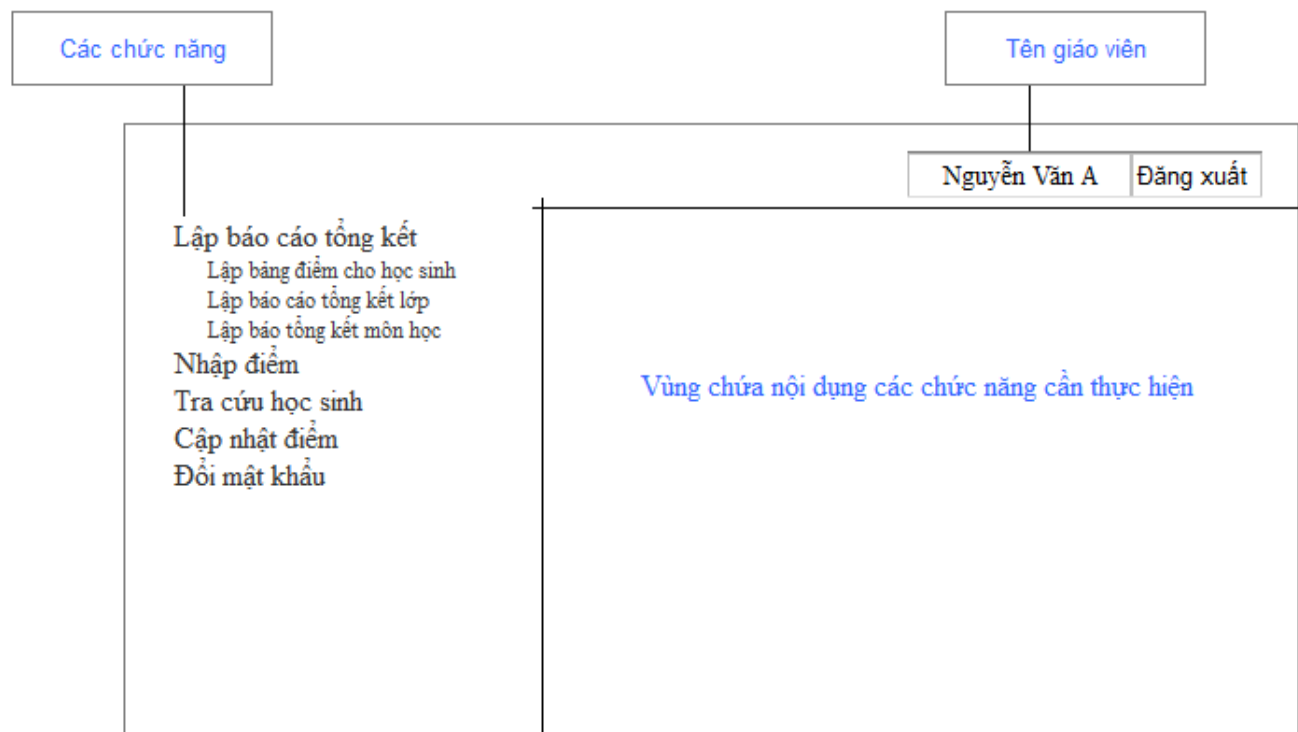 Các chức năng
Tên giáo viên
Nguyễn Văn A
Đăng xuất
Lập báo cáo tổng kết
Lập bảng điểm cho học sinh
Lập báo cáo tổng kết lớp
Lập báo tổng kết môn học
Nhập điểm
Tra cứu học sinh
Cập nhật điểm
Đổi mật khẩu
Vùng chứa nội dụng các chức năng cần thực hiện